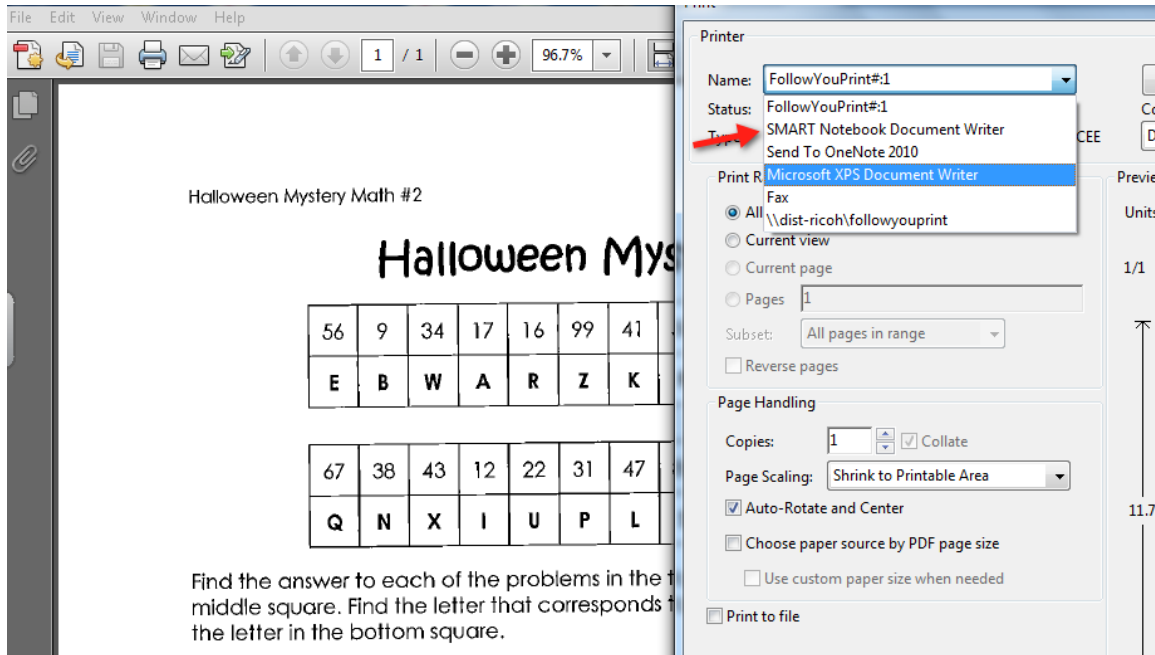 File Edit View Window Help
1 / 1 96.7%
Halloween Mystery Math #2
Halloween Mys
56 9 34 17 16 99 41
E B W A R Z K
67 38 43 12 22 31 47
Q N X I U P L
Find the answer to each of the problems in the t
middle square. Find the letter that corresponds t
the letter in the bottom square.
Print
Printer
Name: FollowYouPrint#:1
Status: FollowYouPrint#:1
SMART Notebook Document Writer
CEE
Send To OneNote 2010
Print R Microsoft XPS Document Writer
Fax
\\dist-ricoh\followyouprint
All
Current view
Current page
Pages 1
Subset: All pages in range
Reverse pages
Page Handling
Copies: 1 Collate
Page Scaling: Shrink to Printable Area
Auto-Rotate and Center
Choose paper source by PDF page size
Use custom paper size when needed
Print to file
Co
D
Previe
Units
1/1
11.7